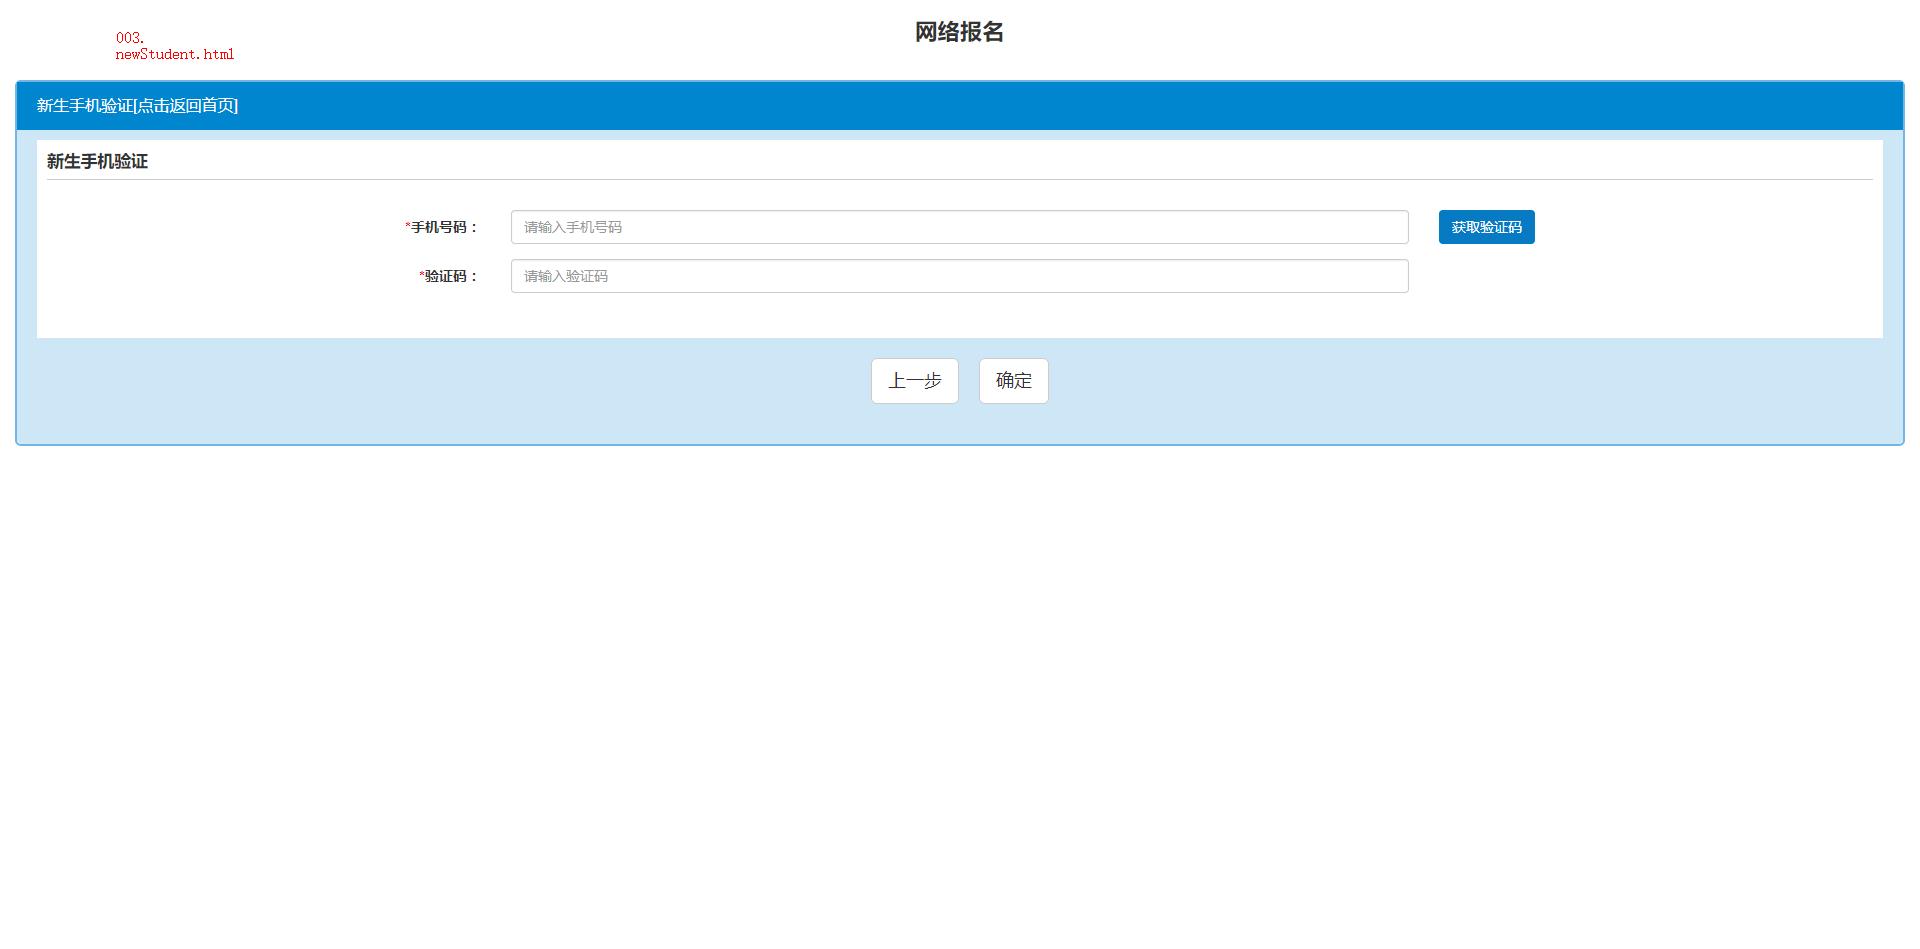 网络报名
003.
newStudent.html
新生手机验证[点击返回首页]
新生手机验证
*手机号码： 请输入手机号码 获取验证码
*验证码： 请输入验证码
上一步 确定